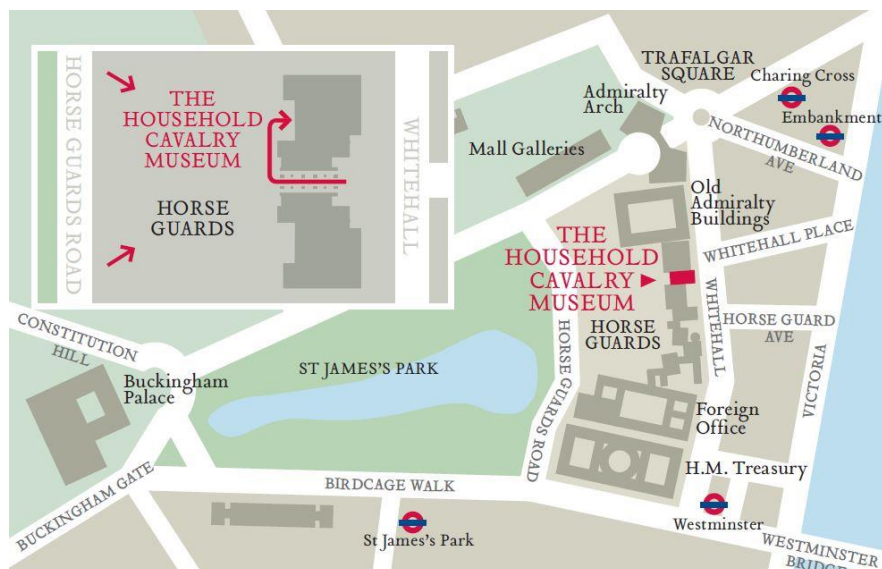 HORSE GUARDS ROAD
THE
HOUSEHOLD
CAVALRY
MUSEUM
HORSE
GUARDS
WHITEHALL
TRAFALGAR
SQUARE
Charing Cross
Embankment
Admiralty
Arch
Mall Galleries
NORTHUMBERLAND
AVE
Old
Admiralty
Buildings
WHITEHALL PLACE
THE
HOUSEHOLD
CAVALRY
MUSEUM
HORSE
GUARDS
WHITEHALL
HORSE GUARD
AVE
VICTORIA
HORSE GUARDS ROAD
CONSTITUTION
HILL
Buckingham
Palace
ST JAMES'S PARK
Foreign
Office
H.M. Treasury
BUCKINGHAM GATE
BIRDCAGE WALK
St James's Park
Westminster
WESTMINSTER
BRIDGE